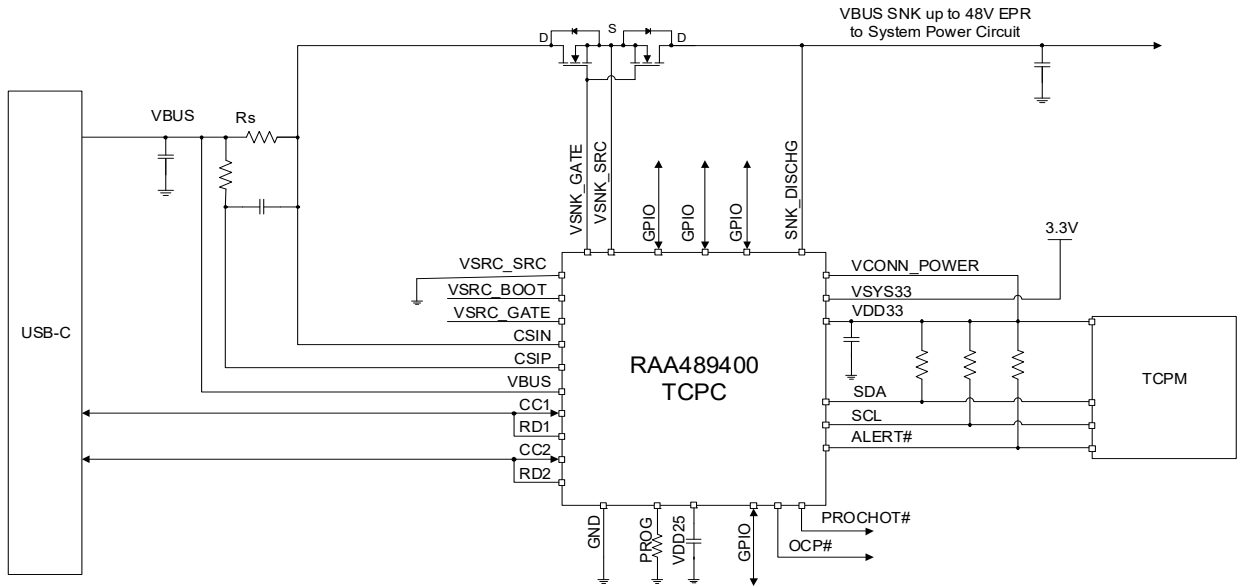 VBUS SNK up to 48V EPR
to System Power Circuit
D
S
D
VBUS
Rs
VSNK_GATE
VSNK_SRC
GPIO
GPIO
GPIO
SNK_DISCHG
3.3V
VSRC_SRC
VSRC_BOOT
VSRC_GATE
CSIN
CSIP
VBUS
CC1
RD1
CC2
RD2
USB-C
RAA489400
TCPC
VCONN_POWER
VSYS33
VDD33
SDA
SCL
ALERT#
TCPM
GND
PROG
VDD25
GPIO
PROCHOT#
OCP#